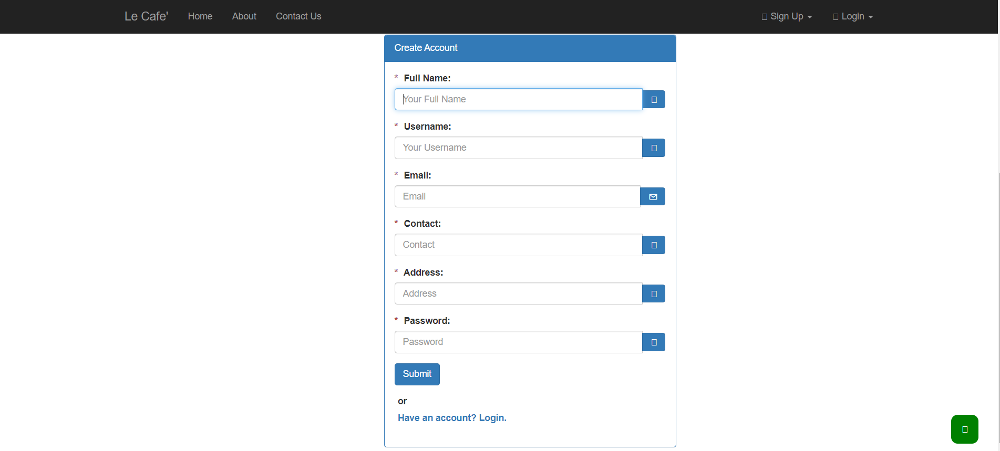 Le Cafe' Home About Contact Us Sign Up Login
Create Account
* Full Name:
Your Full Name
* Username:
Your Username
* Email:
Email
* Contact:
Contact
* Address:
Address
* Password:
Password
Submit
or
Have an account? Login.